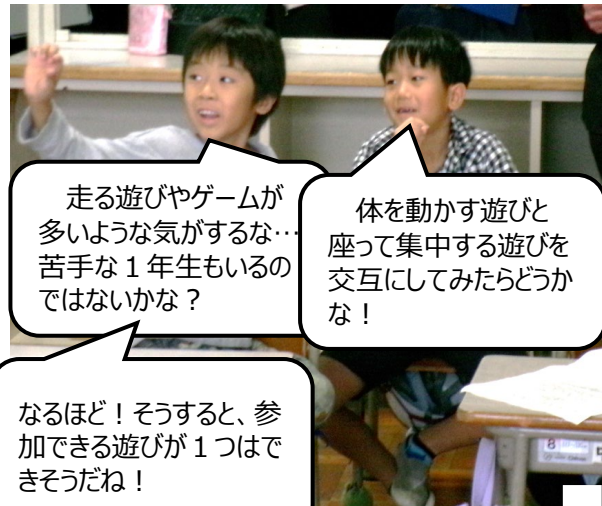 走る遊びやゲームが
多いような気がするな…
苦手な１年生もいるの
ではないかな？
体を動かす遊びと
座って集中する遊びを
交互にしてみたらどうか
な！
なるほど！そうすると、参
加できる遊びが１つはで
きそうだね！
8